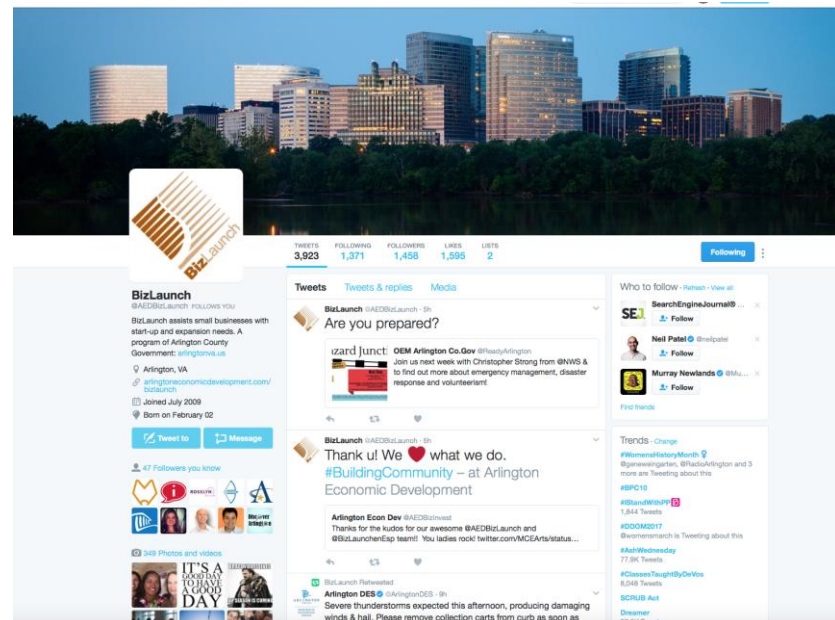 BizLaunch
TWEETS
3,923
FOLLOWING
1,371
FOLLOWERS
1,458
LIKES
1,595
LISTS
2
Following
BizLaunch
@AEDBizLaunch FOLLOWS YOU
BizLaunch assists small businesses with
start-up and expansion needs. A
program of Arlington County
Government: arlingtonva.us
Arlington, VA
arlingtoneconomicdevelopment.com/
bizlaunch
Joined July 2009
Born on February 02
Tweet to
Message
47 Followers you know
ROSSLYN
349 Photos and videos
IT'S A
GOOD DAY
TO HAVE
A GOOD
DAY
Tweets
Tweets & replies
Media
BizLaunch @AEDBizLaunch · 5h
Are you prepared?
izard Juncti
OEM Arlington Co.Gov @ReadyArlington
Join us next week with Christopher Strong from @NWS &
to find out more about emergency management, disaster
response and volunteerism!
BizLaunch @AEDBizLaunch · 8h
Thank u! We ❤ what we do.
#BuildingCommunity – at Arlington
Economic Development
Arlington Econ Dev @AEDBizInvest
Thanks for the kudos for our awesome @AEDBizLaunch and
@BizLaunchenEsp team!! You ladies rock! twitter.com/MCEArts/status...
BizLaunch Retweeted
Arlington DES @ArlingtonDES · 9h
Severe thunderstorms expected this afternoon, producing damaging
winds & hail. Please remove collection carts from curb as soon as
Who to follow · Refresh · View all
SEJ
SearchEngineJournal® ...
Follow
Neil Patel @neilpatel
Follow
Murray Newlands @Mu...
Follow
Find friends
Trends · Change
#WomensHistoryMonth
@geneweingarten, @RadioArlington and 3
more are Tweeting about this
#BPC10
#IStandWithPP
1,844 Tweets
#DDOM2017
@womensmarch is Tweeting about this
#AshWednesday
77.9K Tweets
#ClassesTaughtByDeVos
8,048 Tweets
SCRUB Act
Dreamer